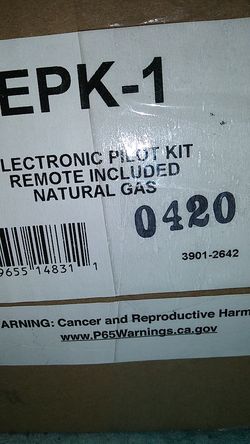 EPK-1
LECTRONIC PILOT KIT
REMOTE INCLUDED
NATURAL GAS
0420
9655 14831 1
3901-2642
ARNING: Cancer and Reproductive Harm
www.P65Warnings.ca.gov